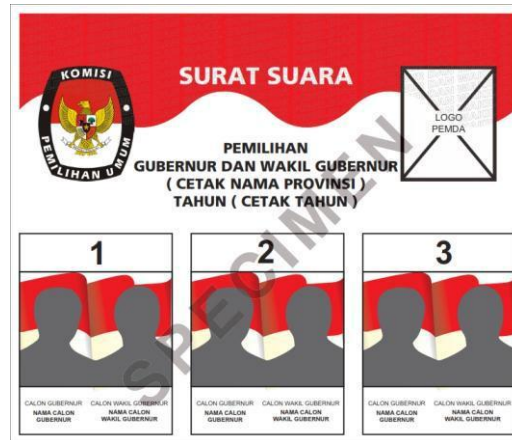 KOMISI
PEMILIHAN UMUM
SURAT SUARA
LOGO
PEMDA
PEMILIHAN
GUBERNUR DAN WAKIL GUBERNUR
( CETAK NAMA PROVINSI )
TAHUN ( CETAK TAHUN )
SPECIMEN
1
2
3
CALON GUBERNUR CALON WAKIL GUBERNUR
NAMA CALON NAMA CALON
GUBERNUR WAKIL GUBERNUR
CALON GUBERNUR CALON WAKIL GUBERNUR
NAMA CALON NAMA CALON
GUBERNUR WAKIL GUBERNUR
CALON GUBERNUR CALON WAKIL GUBERNUR
NAMA CALON NAMA CALON
GUBERNUR WAKIL GUBERNUR